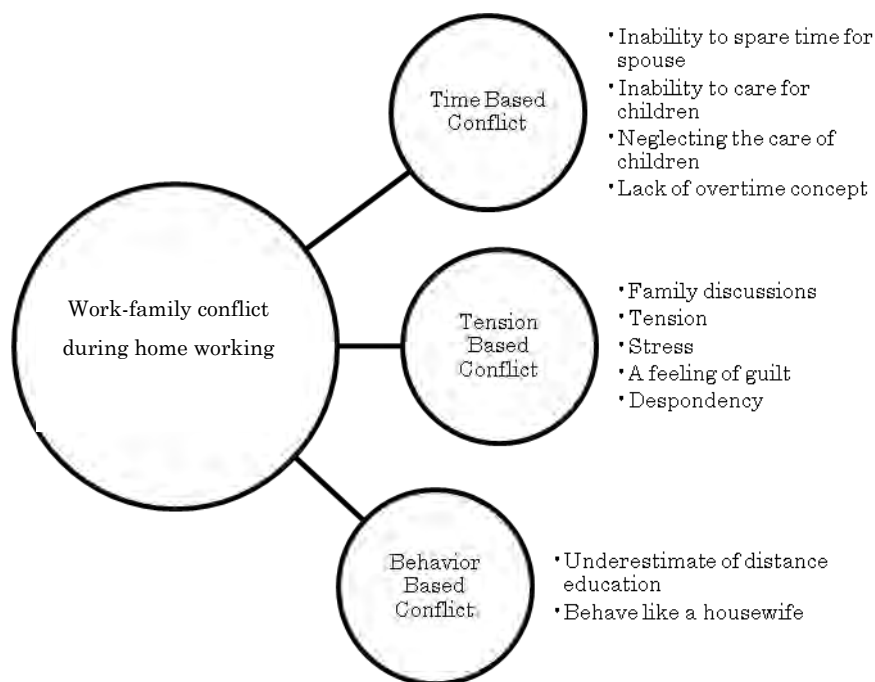 Time Based
Conflict
•Inability to spare time for
spouse
•Inability to care for
children
•Neglecting the care of
children
•Lack of overtime concept
Work-family conflict
during home working
Tension
Based
Conflict
•Family discussions
•Tension
•Stress
•A feeling of guilt
•Despondency
Behavior
Based
Conflict
•Underestimate of distance
education
•Behave like a housewife